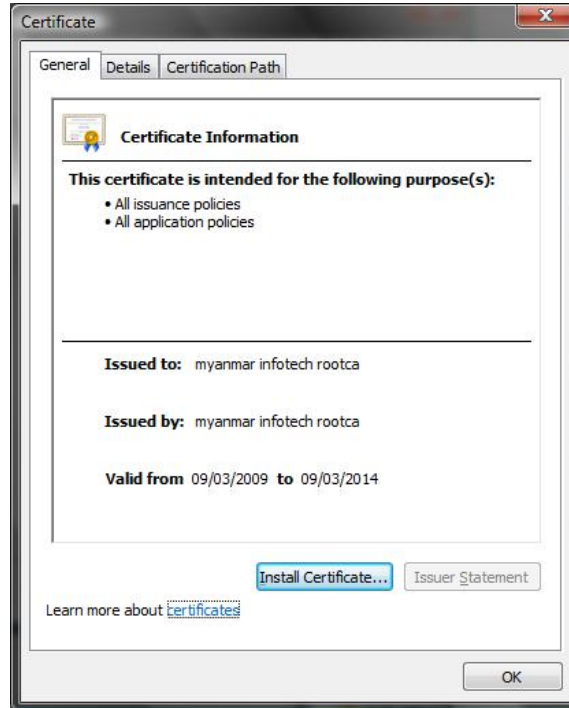 Certificate
General Details Certification Path
Certificate Information
This certificate is intended for the following purpose(s):
• All issuance policies
• All application policies
Issued to: myanmar infotech rootca
Issued by: myanmar infotech rootca
Valid from 09/03/2009 to 09/03/2014
Install Certificate... Issuer Statement
Learn more about certificates
OK